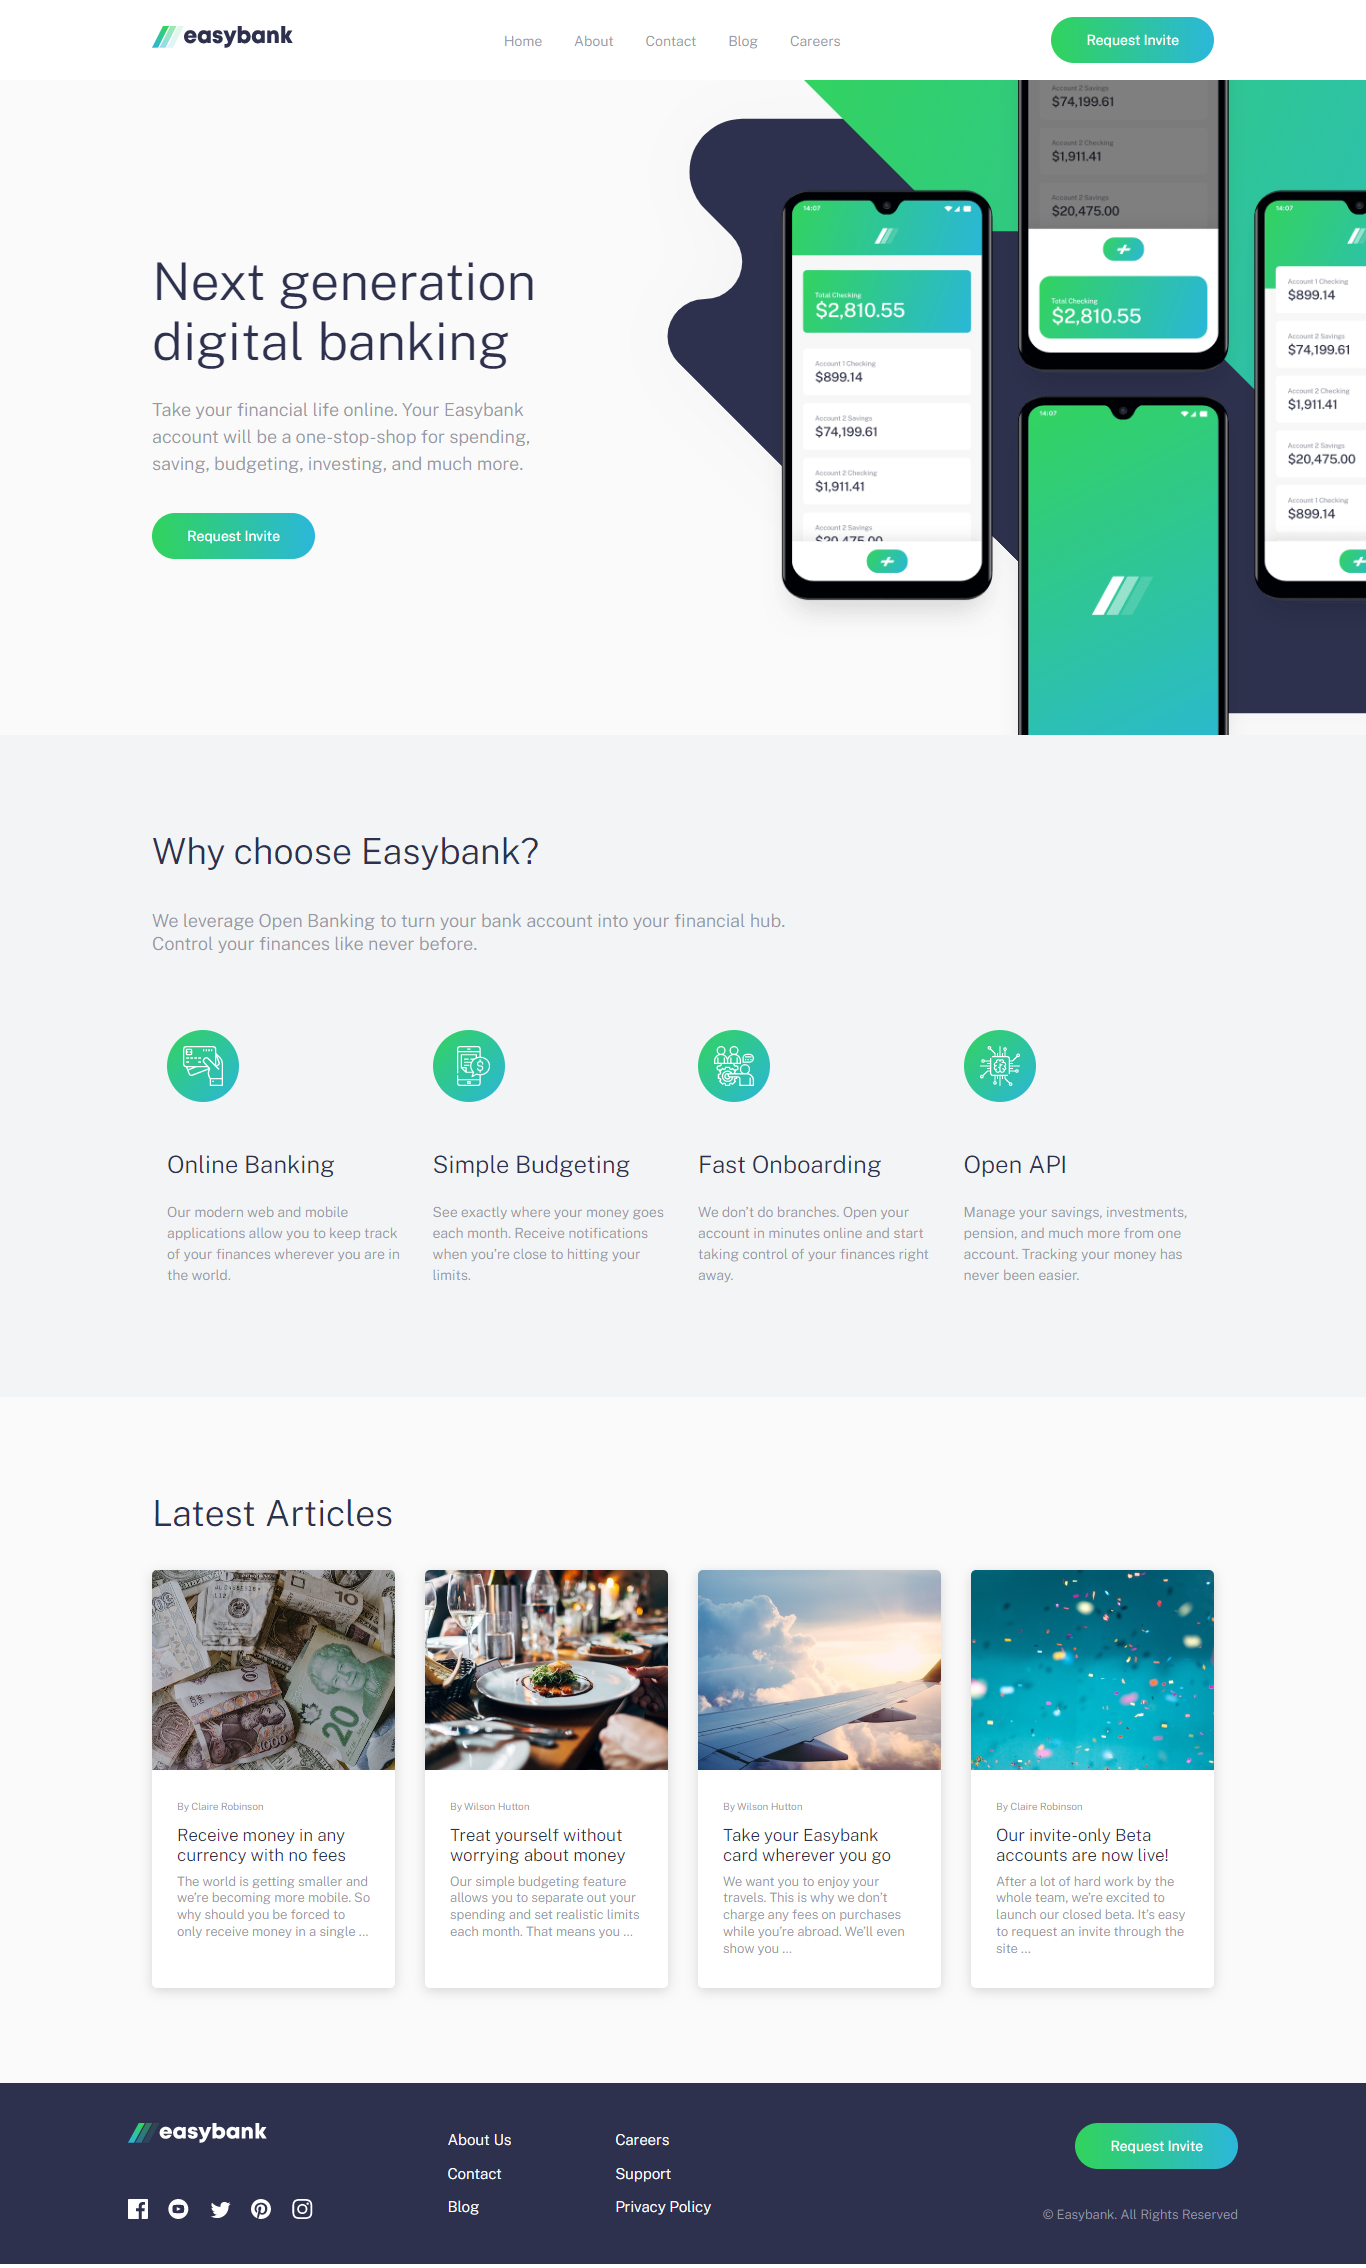 easybank
Home
About
Contact
Blog
Careers
Request Invite
Next generation
digital banking
Take your financial life online. Your Easybank
account will be a one-stop-shop for spending,
saving, budgeting, investing, and much more.
Request Invite
14:07
Total Checking
$2,810.55
Account 1 Checking
$899.14
Account 2 Savings
$74,199.61
Account 2 Checking
$1,911.41
Account 2 Savings
$20,475.00
Account 2 Savings
$74,199.61
Account 2 Checking
$1,911.41
Account 2 Savings
$20,475.00
Total Checking
$2,810.55
14:07
14:07
Account 1 Checking
$899.14
Account 2 Savings
$74,199.61
Account 2 Checking
$1,911.41
Account 2 Savings
$20,475.00
Account 1 Checking
$899.14
Why choose Easybank?
We leverage Open Banking to turn your bank account into your financial hub.
Control your finances like never before.
Online Banking
Our modern web and mobile
applications allow you to keep track
of your finances wherever you are in
the world.
Simple Budgeting
See exactly where your money goes
each month. Receive notifications
when you're close to hitting your
limits.
Fast Onboarding
We don't do branches. Open your
account in minutes online and start
taking control of your finances right
away.
Open API
Manage your savings, investments,
pension, and much more from one
account. Tracking your money has
never been easier.
Latest Articles
10
20
1000
By Claire Robinson
Receive money in any
currency with no fees
The world is getting smaller and
we're becoming more mobile. So
why should you be forced to
only receive money in a single ...
By Wilson Hutton
Treat yourself without
worrying about money
Our simple budgeting feature
allows you to separate out your
spending and set realistic limits
each month. That means you ...
By Wilson Hutton
Take your Easybank
card wherever you go
We want you to enjoy your
travels. This is why we don't
charge any fees on purchases
while you're abroad. We'll even
show you ...
By Claire Robinson
Our invite-only Beta
accounts are now live!
After a lot of hard work by the
whole team, we're excited to
launch our closed beta. It's easy
to request an invite through the
site ...
easybank
About Us
Contact
Blog
Careers
Support
Privacy Policy
Request Invite
© Easybank. All Rights Reserved